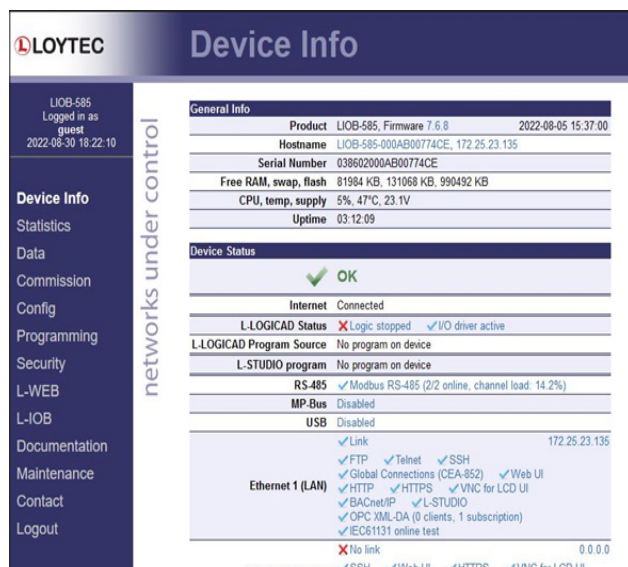 LOYTEC
Device Info
LIOB-585
Logged in as
guest
2022-08-30 18:22:10
Device Info
Statistics
Data
Commission
Config
Programming
Security
L-WEB
L-IOB
Documentation
Maintenance
Contact
Logout
networks under control
General Info
Product LIOB-585, Firmware 7.6.8 2022-08-05 15:37:00
Hostname LIOB-585-000AB00774CE, 172.25.23.135
Serial Number 038602000AB00774CE
Free RAM, swap, flash 81984 KB, 131068 KB, 990492 KB
CPU, temp, supply 5%, 47°C, 23.1V
Uptime 03:12:09
Device Status
OK
Internet Connected
L-LOGICAD Status Logic stopped I/O driver active
L-LOGICAD Program Source No program on device
L-STUDIO program No program on device
RS-485 Modbus RS-485 (2/2 online, channel load: 14.2%)
MP-Bus Disabled
USB Disabled
Ethernet 1 (LAN) Link 172.25.23.135
FTP Telnet SSH
Global Connections (CEA-852) Web UI
HTTP HTTPS VNC for LCD UI
BACnet/IP L-STUDIO
OPC XML-DA (0 clients, 1 subscription)
IEC61131 online test
No link 0.0.0.0
SSH Web UI HTTPS VNC for LCD UI